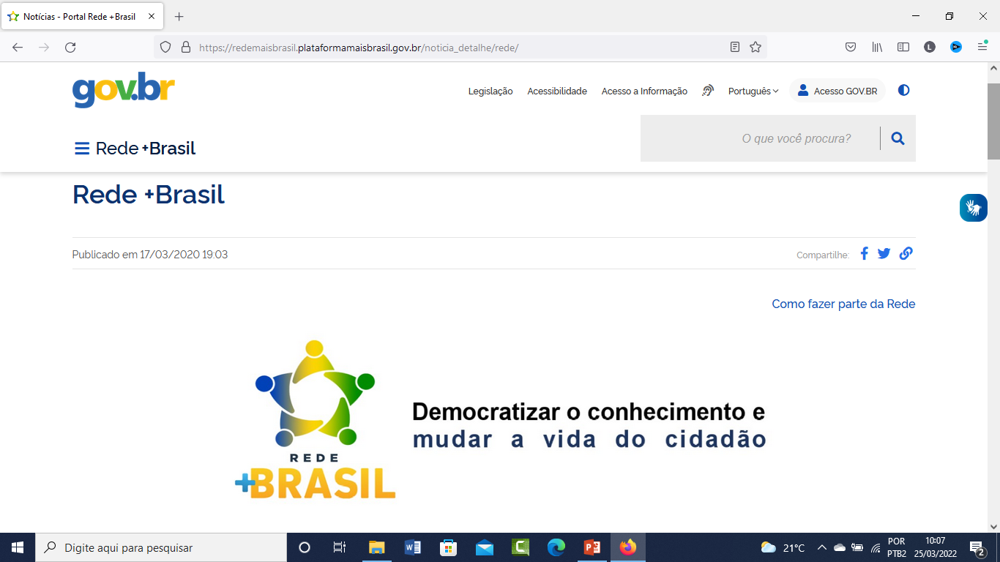 Notícias - Portal Rede +Brasil
https://redemaisbrasil.plataformamaisbrasil.gov.br/noticia_detalhe/rede/
L
gov.br
Legislação Acessibilidade Acesso a Informação Português Acesso GOV.BR
O que você procura?
Rede +Brasil
Rede +Brasil
Publicado em 17/03/2020 19:03
Compartilhe:
Como fazer parte da Rede
Democratizar o conhecimento e
mudar a vida do cidadão
REDE
+BRASIL
Digite aqui para pesquisar
21°C
POR
PTB2
10:07
25/03/2022
2